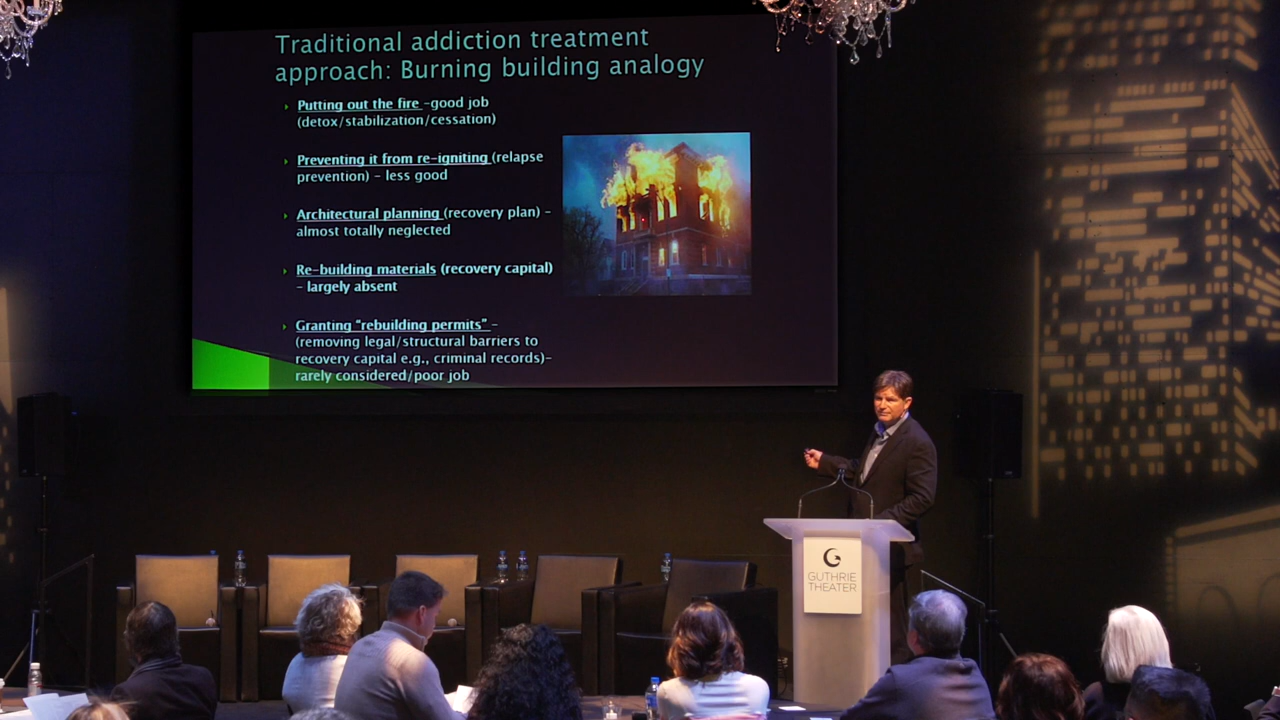 Traditional addiction treatment
approach: Burning building analogy
Putting out the fire –good job
(detox/stabilization/cessation)
Preventing it from re-igniting (relapse
prevention) – less good
Architectural planning (recovery plan) –
almost totally neglected
Re-building materials (recovery capital)
– largely absent
Granting "rebuilding permits" –
(removing legal/structural barriers to
recovery capital e.g., criminal records)–
rarely considered/poor job
GUTHRIE
THEATER